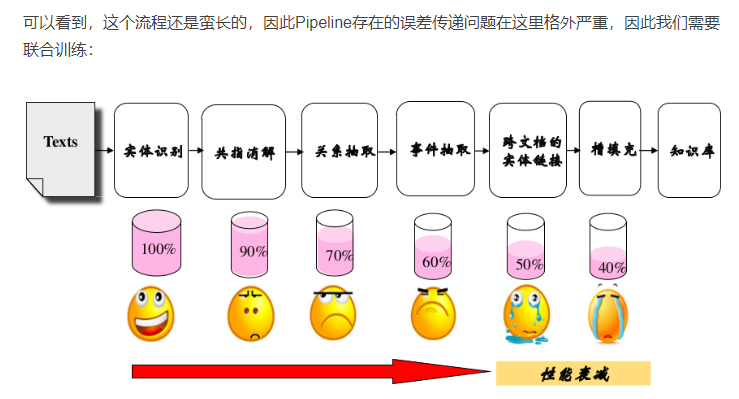 可以看到，这个流程还是蛮长的，因此Pipeline存在的误差传递问题在这里格外严重，因此我们需要
联合训练：
Texts
实体识别
共指消解
关系抽取
事件抽取
跨文档的
实体链接
槽填充
知识库
100%
90%
70%
60%
50%
40%
性能衰减